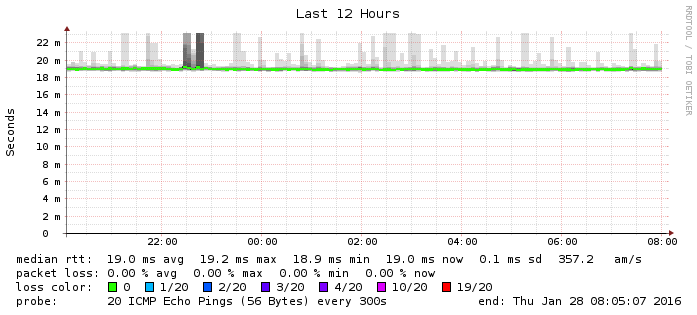 Last 12 Hours
RRDTOOL / TOBI OETIKER
Seconds
22 m
20 m
18 m
16 m
14 m
12 m
10 m
8 m
6 m
4 m
2 m
0
22:00 00:00 02:00 04:00 06:00 08:00
median rtt: 19.0 ms avg 19.2 ms max 18.9 ms min 19.0 ms now 0.1 ms sd 357.2 am/s
packet loss: 0.00 % avg 0.00 % max 0.00 % min 0.00 % now
loss color: 0 1/20 2/20 3/20 4/20 10/20 19/20
probe: 20 ICMP Echo Pings (56 Bytes) every 300s end: Thu Jan 28 08:05:07 2016